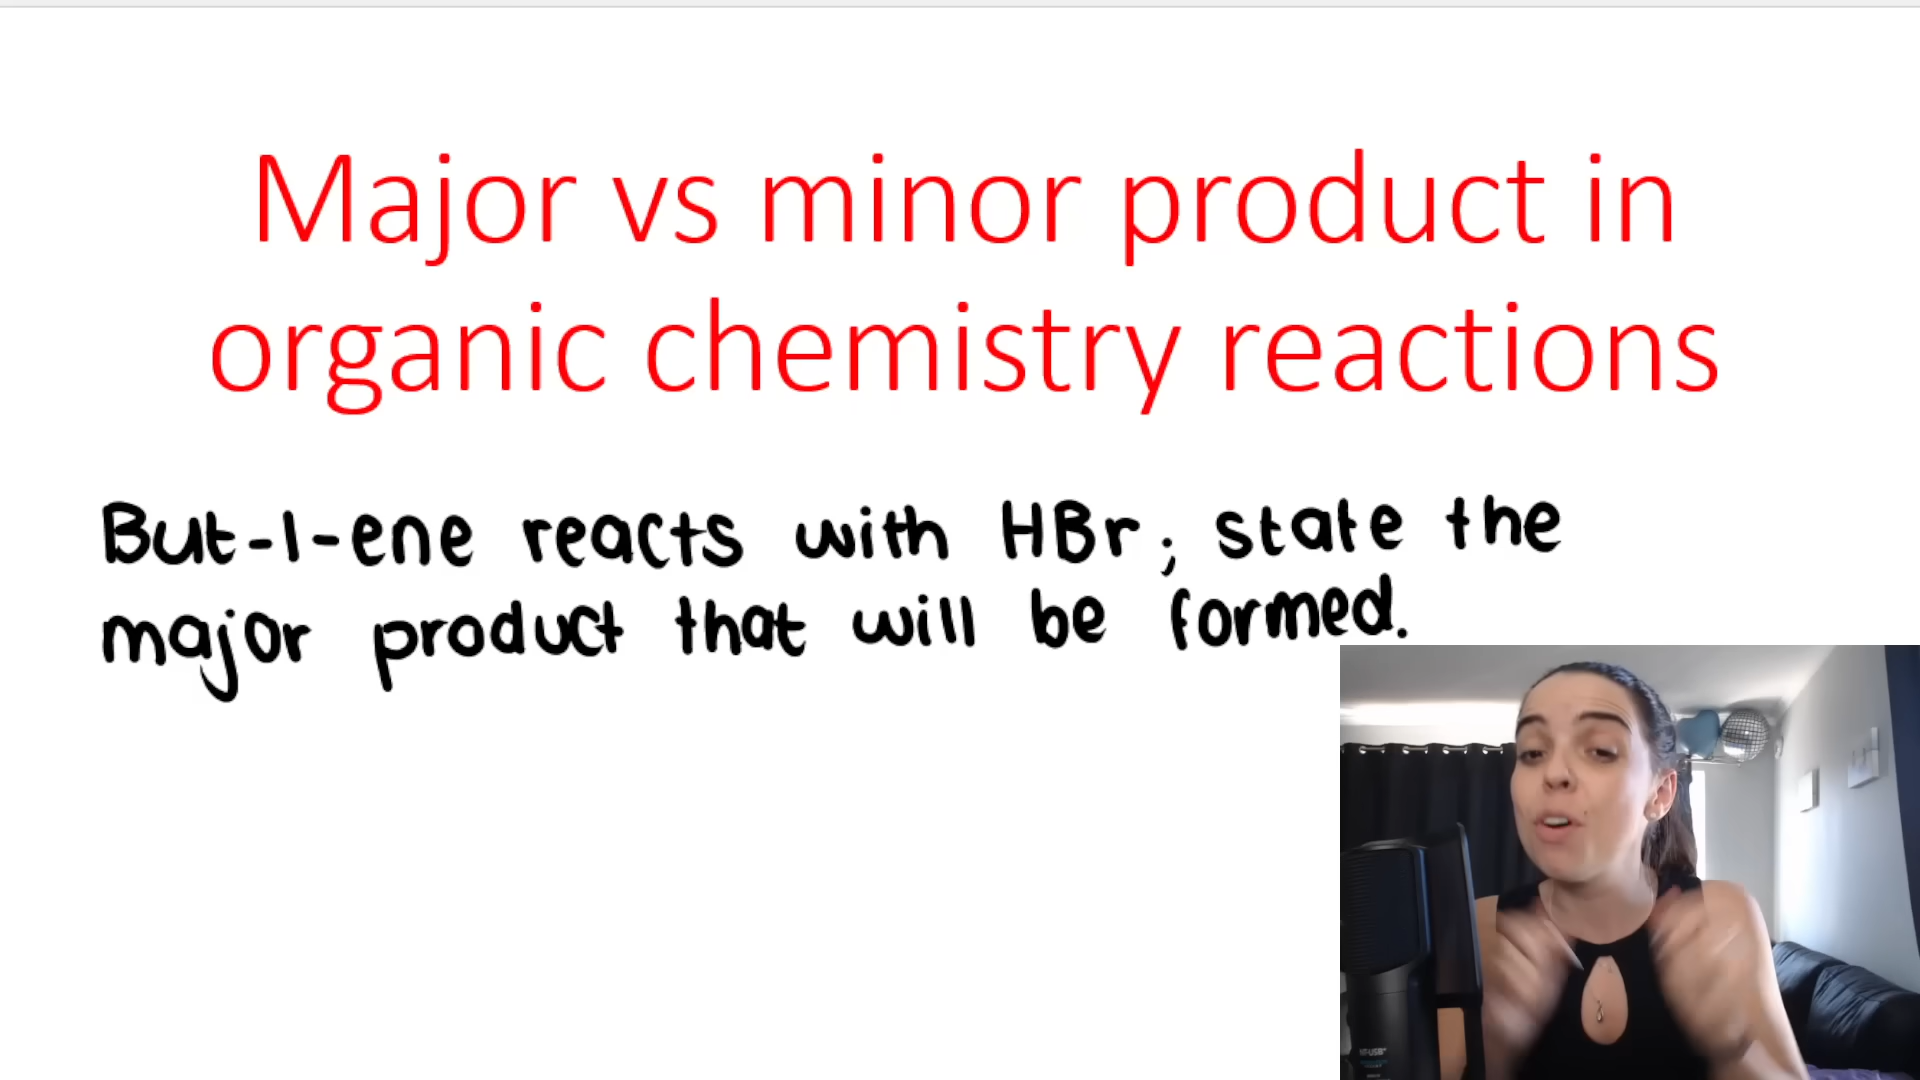 Major vs minor product in
organic chemistry reactions
But-1-ene reacts with HBr; state the
major product that will be formed.